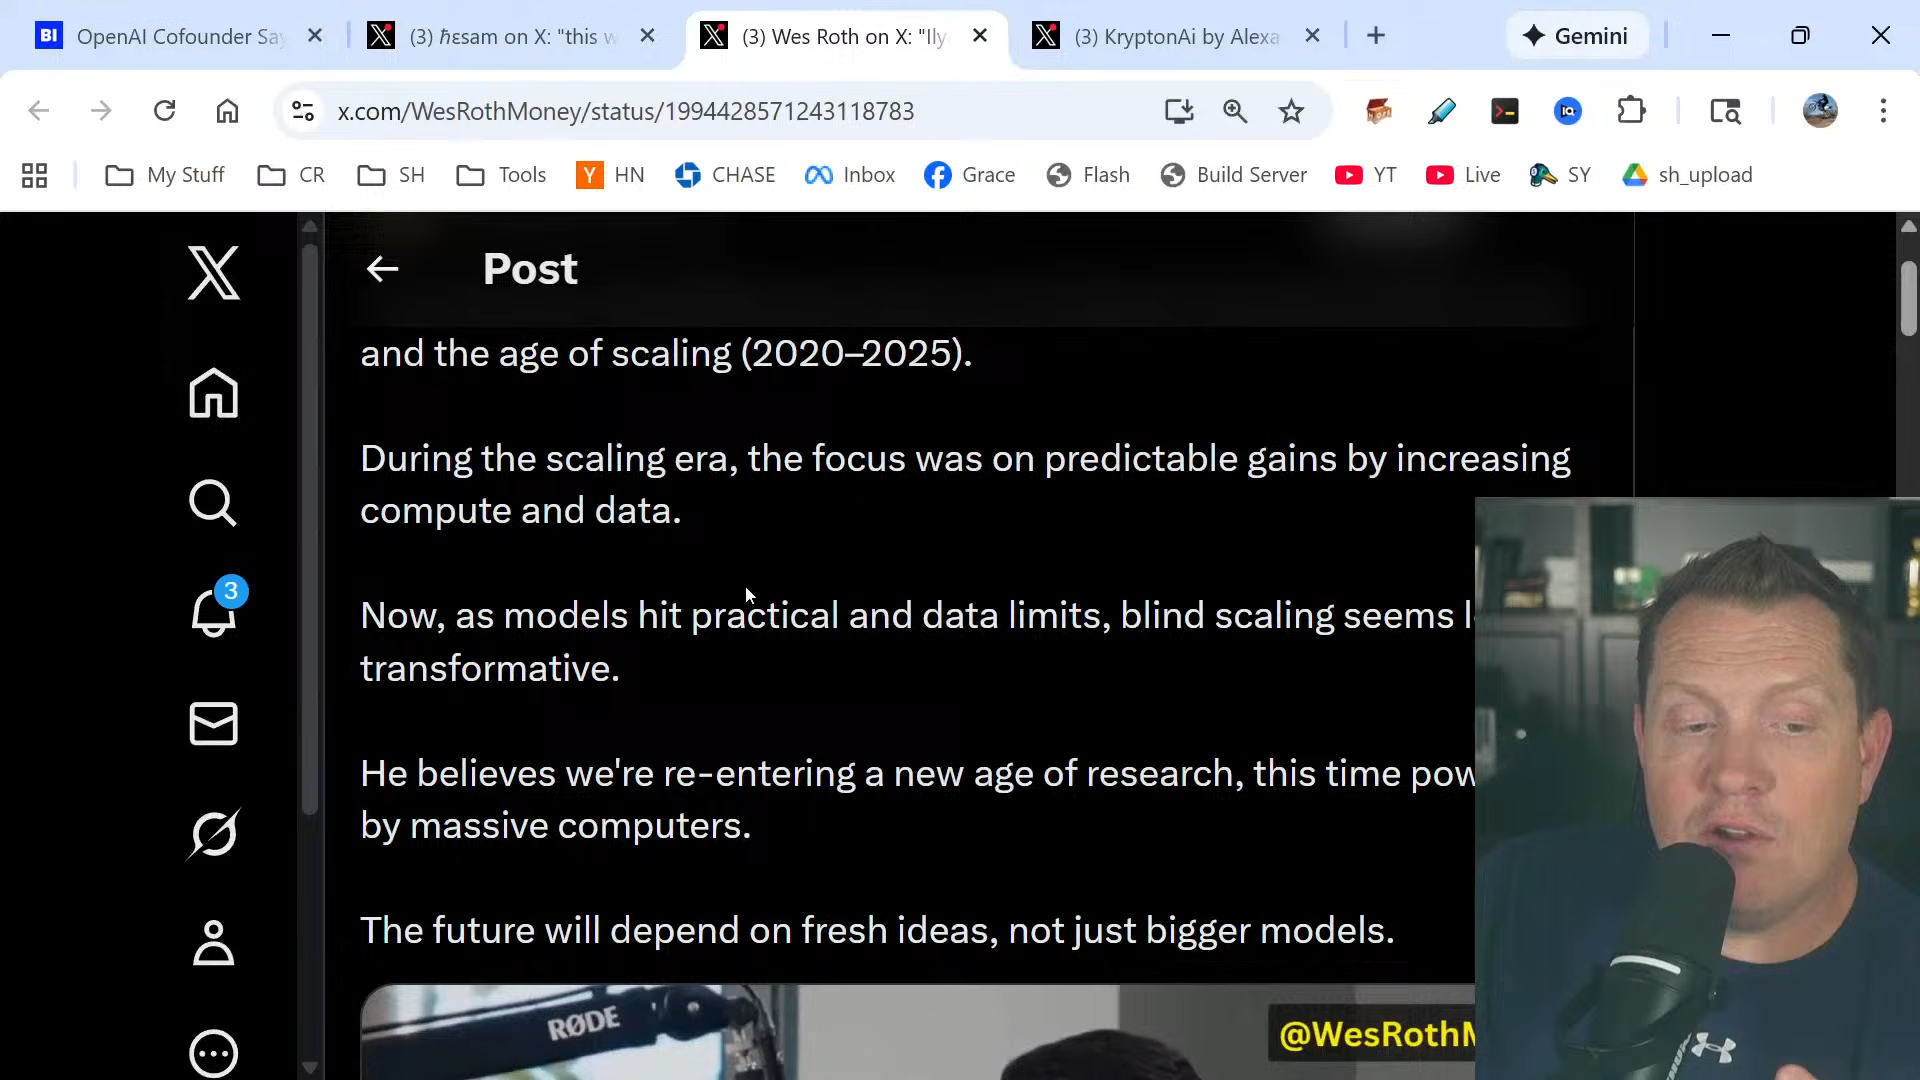 BI OpenAI Cofounder Sa
(3) ℏεsam on X: "this w
(3) Wes Roth on X: "Ily
(3) KryptonAi by Alexa
Gemini
x.com/WesRothMoney/status/1994428571243118783
My Stuff
CR
SH
Tools
Y HN
CHASE
Inbox
Grace
Flash
Build Server
YT
Live
SY
sh_upload
Post
and the age of scaling (2020–2025).
During the scaling era, the focus was on predictable gains by increasing
compute and data.
3
Now, as models hit practical and data limits, blind scaling seems
transformative.
He believes we're re-entering a new age of research, this time pow
by massive computers.
The future will depend on fresh ideas, not just bigger models.
RØDE
@WesRothM